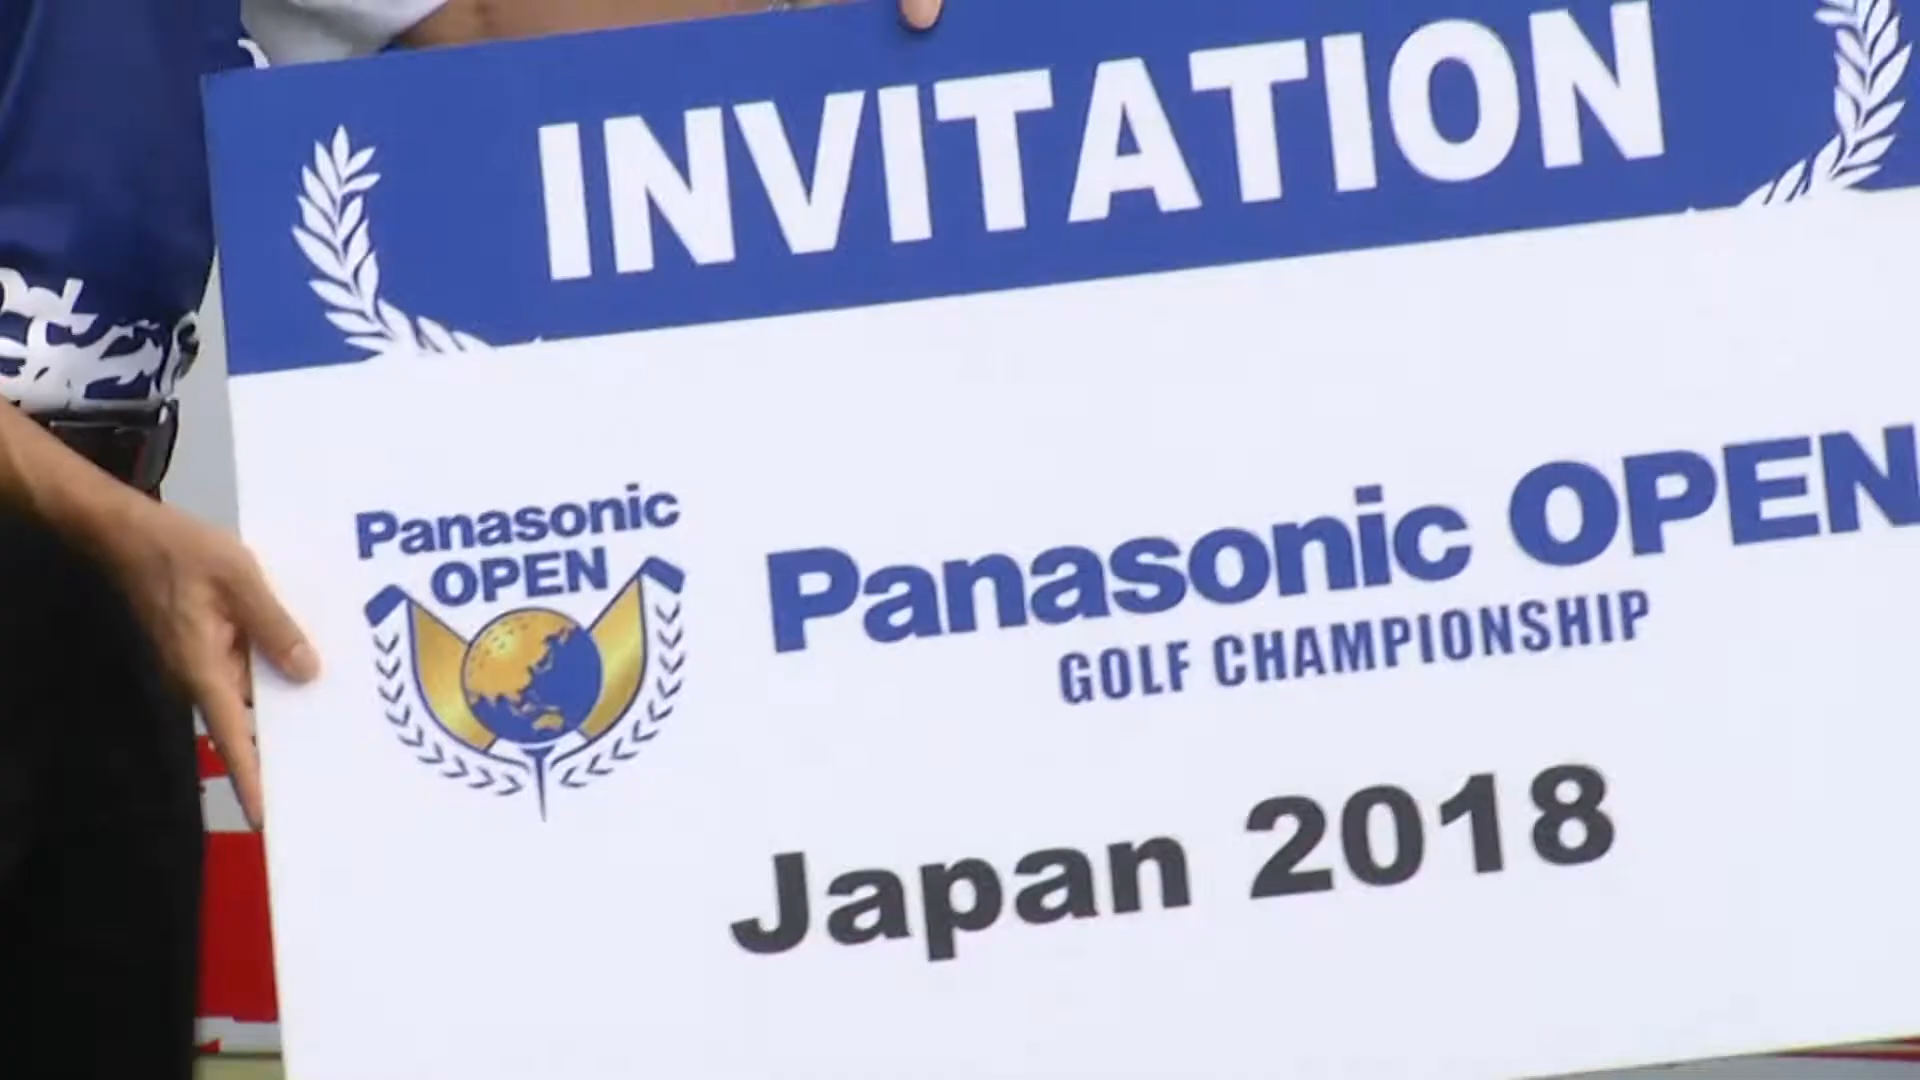 INVITATION
Panasonic
OPEN
Panasonic OPEN
GOLF CHAMPIONSHIP
Japan 2018